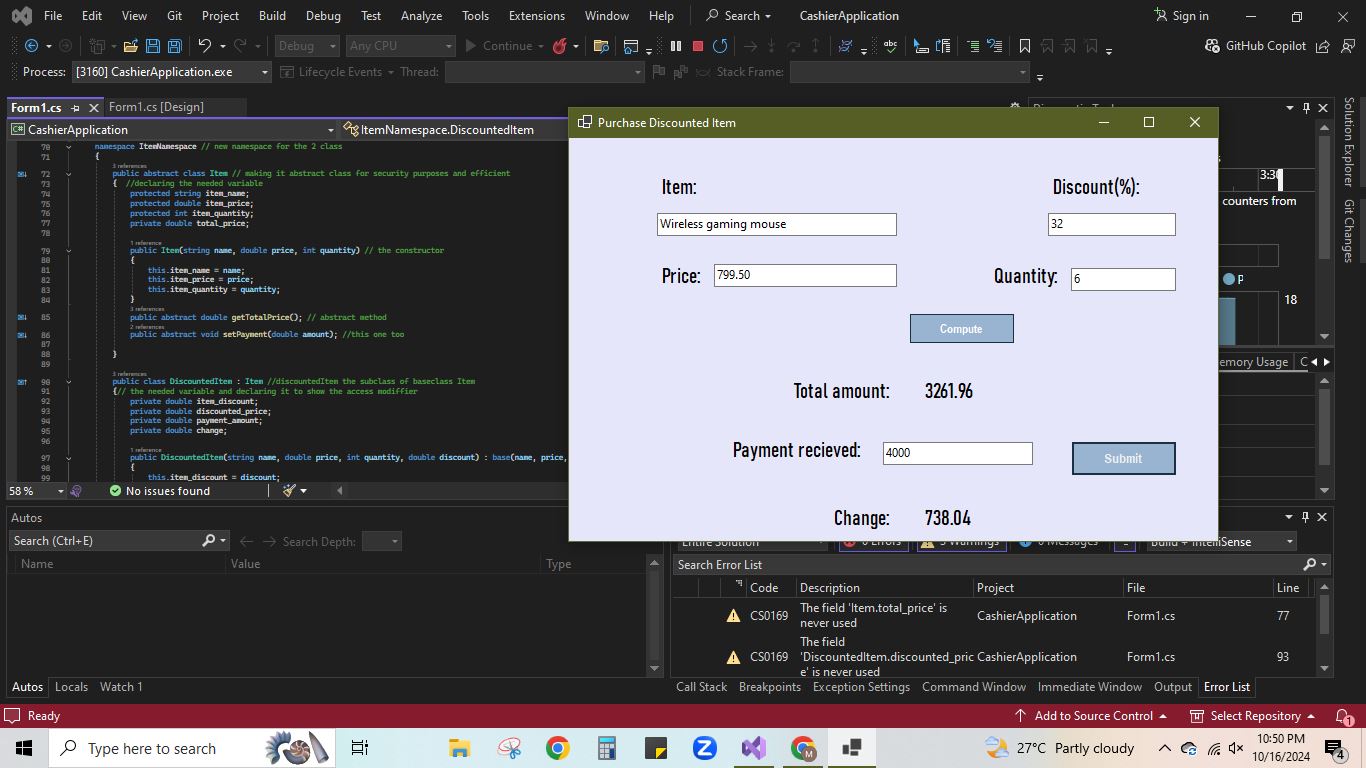 File Edit View Git Project Build Debug Test Analyze Tools Extensions Window Help Search CashierApplication Sign in
Debug Any CPU Continue GitHub Copilot
Process: [3160] CashierApplication.exe Lifecycle Events Thread: Stack Frame:
Form1.cs Form1.cs [Design]
CashierApplication ItemNamespace.DiscountedItem
70 namespace ItemNamespace // new namespace for the 2 class
71 {
3 references
72 public abstract class Item // making it abstract class for security purposes and efficient
73 { //declaring the needed variable
74 protected string item_name;
75 protected double item_price;
76 protected int item_quantity;
77 private double total_price;
78
1 reference
79 public Item(string name, double price, int quantity) // the constructor
80 {
81 this.item_name = name;
82 this.item_price = price;
83 this.item_quantity = quantity;
84 }
3 references
85 public abstract double getTotalPrice(); // abstract method
2 references
86 public abstract void setPayment(double amount); //this one too
87
88 }
89
3 references
90 public class DiscountedItem : Item //discountedItem the subclass of baseclass Item
91 {// the needed variable and declaring it to show the access modiffier
92 private double item_discount;
93 private double discounted_price;
94 private double payment_amount;
95 private double change;
96
1 reference
97 public DiscountedItem(string name, double price, int quantity, double discount) : base(name, price,
98 {
99 this.item_discount = discount;
58 % No issues found
Purchase Discounted Item
Item: Discount(%):
Wireless gaming mouse 32
Price: 799.50 Quantity: 6
Compute
Total amount: 3261.96
Payment recieved: 4000 Submit
Change: 738.04
3:30
counters from
P
18
emory Usage C
Solution Explorer
Git Changes
Autos
Search (Ctrl+E) Search Depth:
Name Value Type
Autos Locals Watch 1
Entire Solution 0 Errors 3 Warnings 0 Messages Build + IntelliSense
Search Error List
Code Description Project File Line
CS0169 The field 'Item.total_price' is CashierApplication Form1.cs 77
never used
The field
CS0169 'DiscountedItem.discounted_pric CashierApplication Form1.cs 93
e' is never used
Call Stack Breakpoints Exception Settings Command Window Immediate Window Output Error List
Ready Add to Source Control Select Repository 1
Type here to search 27°C Partly cloudy 10:50 PM
10/16/2024 4